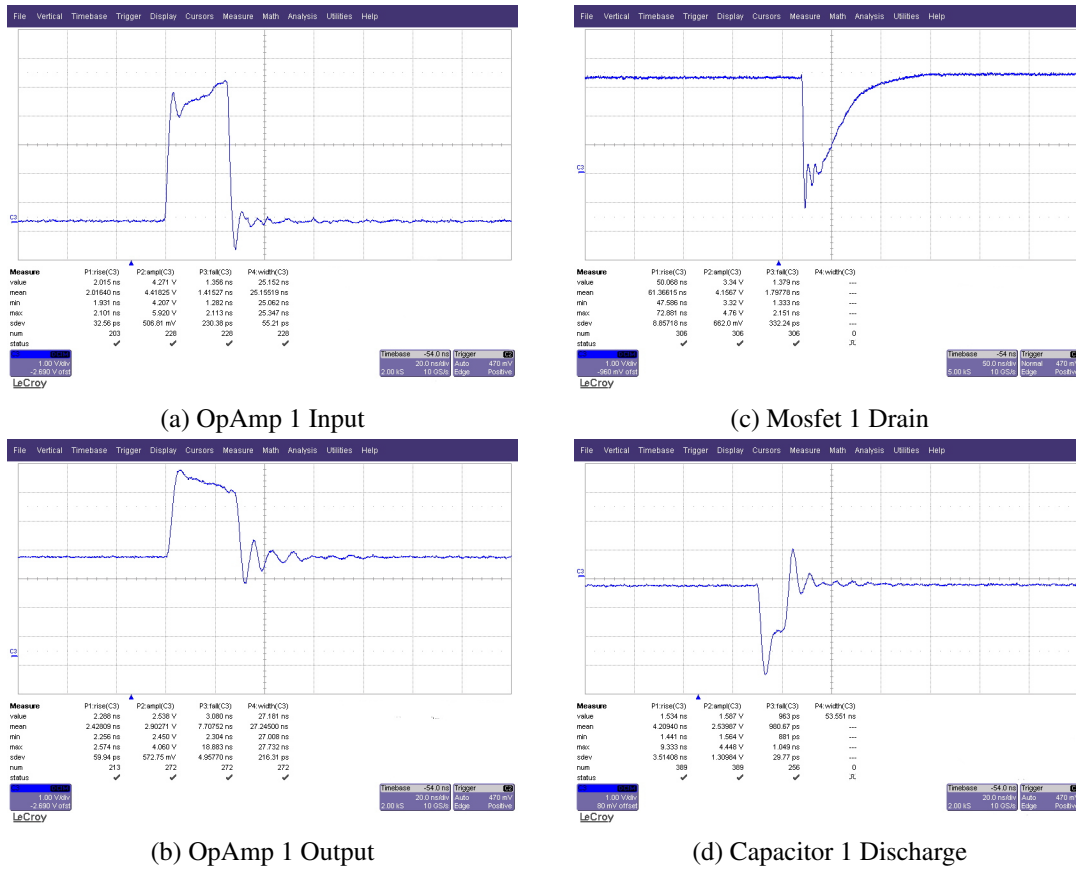 File Vertical Timebase Trigger Display Cursors Measure Math Analysis Utilities Help
C3
Measure P1:rise(C3) P2:ampl(C3) P3:fall(C3) P4:width(C3)
value 2.015 ns 4.271 V 1.356 ns 25.152 ns
mean 2.01640 ns 4.41825 V 1.41527 ns 25.15519 ns
min 1.931 ns 4.207 V 1.282 ns 25.062 ns
max 2.101 ns 5.920 V 2.113 ns 25.347 ns
sdev 32.56 ps 506.81 mV 230.38 ps 55.21 ps
num 203 228 228 228
status
1.00 V/div
-2.690 V ofst
Timebase -54.0 ns
20.0 ns/div
2.00 kS 10 GS/s
Trigger C2
Auto 470 mV
Edge Positive
LeCroy
(a) OpAmp 1 Input
File Vertical Timebase Trigger Display Cursors Measure Math Analysis Utilities Help
C3
Measure P1:rise(C3) P2:ampl(C3) P3:fall(C3) P4:width(C3)
value 50.068 ns 3.34 V 1.379 ns ---
mean 61.36615 ns 4.1567 V 1.79778 ns ---
min 47.586 ns 3.32 V 1.333 ns ---
max 72.881 ns 4.76 V 2.151 ns ---
sdev 8.85718 ns 662.0 mV 332.24 ps ---
num 306 306 306 0
status
1.00 V/div
-960 mV ofst
Timebase -54 ns
50.0 ns/div
5.00 kS 10 GS/s
Trigger
Normal 470 m
Edge Positive
LeCroy
(c) Mosfet 1 Drain
File Vertical Timebase Trigger Display Cursors Measure Math Analysis Utilities Help
C3
Measure P1:rise(C3) P2:ampl(C3) P3:fall(C3) P4:width(C3)
value 2.288 ns 2.538 V 3.080 ns 27.181 ns
mean 2.42809 ns 2.90271 V 7.70752 ns 27.24500 ns
min 2.256 ns 2.450 V 2.304 ns 27.008 ns
max 2.574 ns 4.060 V 18.883 ns 27.732 ns
sdev 59.94 ps 572.75 mV 4.95770 ns 216.31 ps
num 213 272 272 272
status
1.00 V/div
-2.690 V ofst
Timebase -54.0 ns
20.0 ns/div
2.00 kS 10 GS/s
Trigger C2
Auto 470 mV
Edge Positive
LeCroy
(b) OpAmp 1 Output
File Vertical Timebase Trigger Display Cursors Measure Math Analysis Utilities Help
C3
Measure P1:rise(C3) P2:ampl(C3) P3:fall(C3) P4:width(C3)
value 1.534 ns 1.587 V 963 ps 53.551 ns
mean 4.20940 ns 2.53987 V 980.67 ps ---
min 1.441 ns 1.564 V 881 ps ---
max 9.333 ns 4.448 V 1.049 ns ---
sdev 3.51408 ns 1.30984 V 29.77 ps ---
num 389 389 256 0
status
1.00 V/div
80 mV offset
Timebase -54.0 ns
20.0 ns/div
2.00 kS 10 GS/s
Trigger
Auto 470 m
Edge Positive
LeCroy
(d) Capacitor 1 Discharge